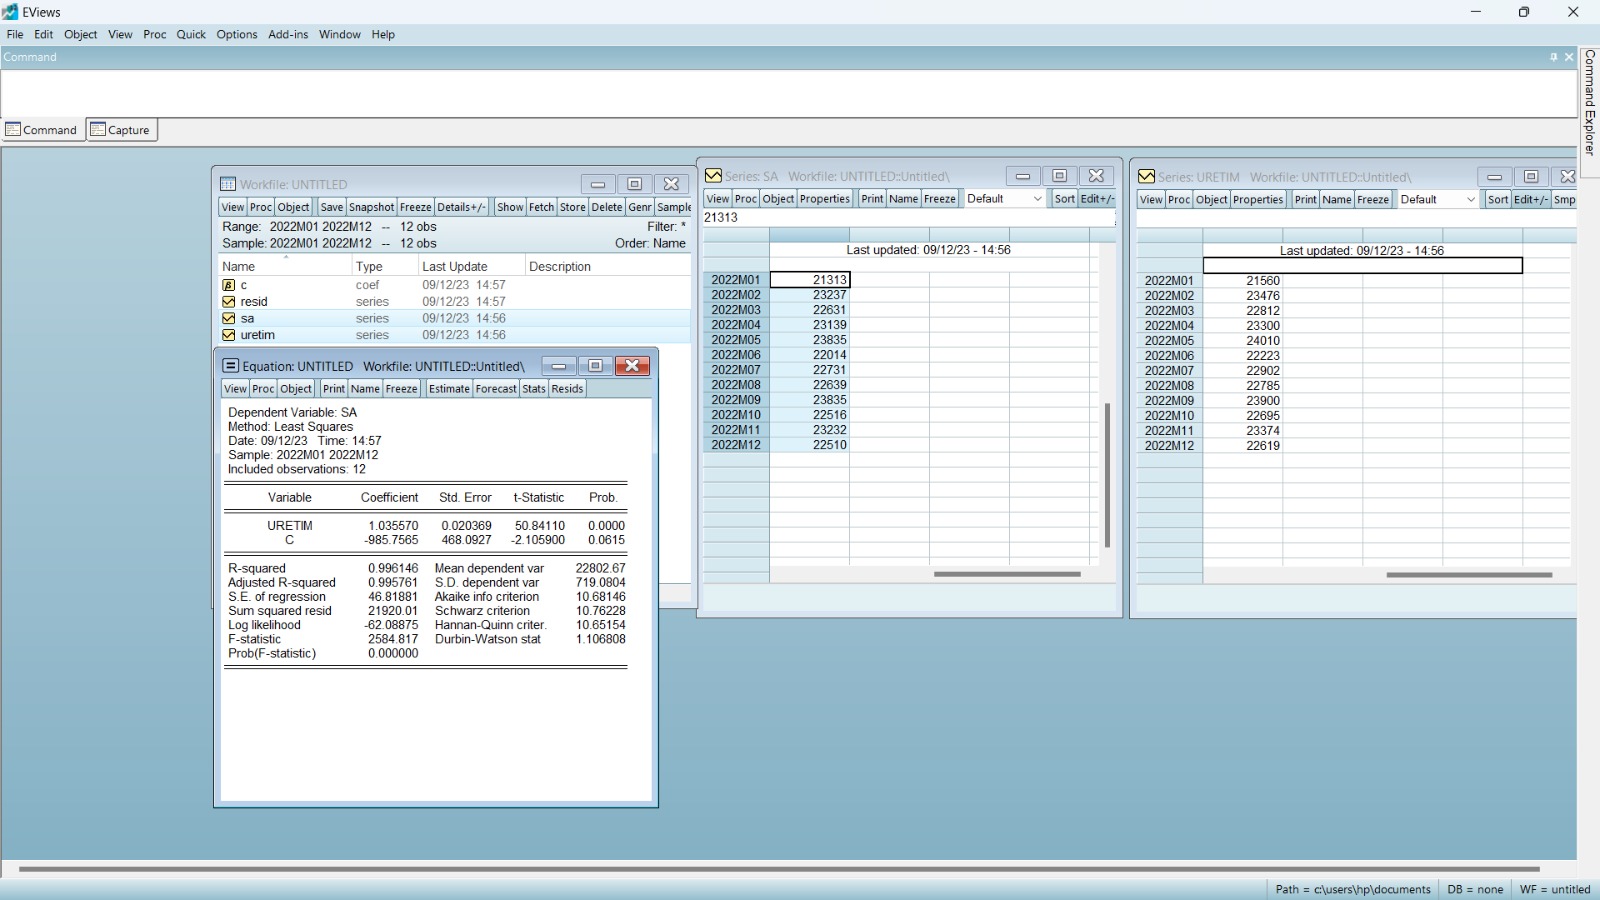 EViews
File Edit Object View Proc Quick Options Add-ins Window Help
Command
Command Capture
Command Explorer
Workfile: UNTITLED
View Proc Object Save Snapshot Freeze Details+/- Show Fetch Store Delete Genr Sample
Range: 2022M01 2022M12 -- 12 obs Filter: *
Sample: 2022M01 2022M12 -- 12 obs Order: Name
Name Type Last Update Description
c coef 09/12/23 14:57
resid series 09/12/23 14:57
sa series 09/12/23 14:56
uretim series 09/12/23 14:56
Equation: UNTITLED Workfile: UNTITLED::Untitled\
View Proc Object Print Name Freeze Estimate Forecast Stats Resids
Dependent Variable: SA
Method: Least Squares
Date: 09/12/23 Time: 14:57
Sample: 2022M01 2022M12
Included observations: 12
Variable Coefficient Std. Error t-Statistic Prob.
URETIM 1.035570 0.020369 50.84110 0.0000
C -985.7565 468.0927 -2.105900 0.0615
R-squared 0.996146 Mean dependent var 22802.67
Adjusted R-squared 0.995761 S.D. dependent var 719.0804
S.E. of regression 46.81881 Akaike info criterion 10.68146
Sum squared resid 21920.01 Schwarz criterion 10.76228
Log likelihood -62.08875 Hannan-Quinn criter. 10.65154
F-statistic 2584.817 Durbin-Watson stat 1.106808
Prob(F-statistic) 0.000000
Series: SA Workfile: UNTITLED::Untitled\
View Proc Object Properties Print Name Freeze Default Sort Edit+/-
21313
Last updated: 09/12/23 - 14:56
2022M01 21313
2022M02 23237
2022M03 22631
2022M04 23139
2022M05 23835
2022M06 22014
2022M07 22731
2022M08 22639
2022M09 23835
2022M10 22516
2022M11 23232
2022M12 22510
Series: URETIM Workfile: UNTITLED::Untitled\
View Proc Object Properties Print Name Freeze Default Sort Edit+/- Smp
Last updated: 09/12/23 - 14:56
2022M01 21560
2022M02 23476
2022M03 22812
2022M04 23300
2022M05 24010
2022M06 22223
2022M07 22902
2022M08 22785
2022M09 23900
2022M10 22695
2022M11 23374
2022M12 22619
Path = c:\users\hp\documents DB = none WF = untitled